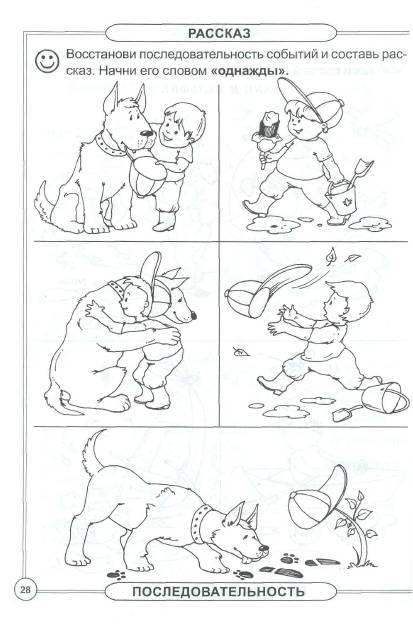 РАССКАЗ
Восстанови последовательность событий и составь рас-
сказ. Начни его словом «однажды».
28
ПОСЛЕДОВАТЕЛЬНОСТЬ